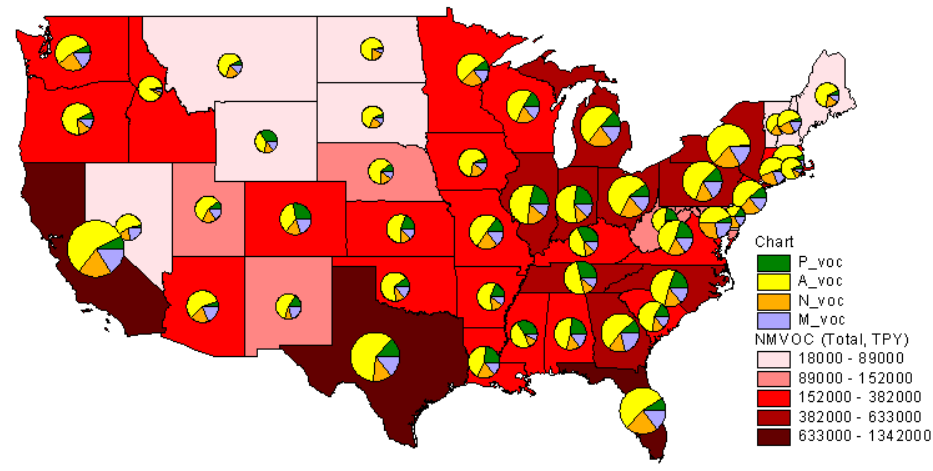 Chart
P_voc
A_voc
N_voc
M_voc
NMVOC (Total, TPY)
18000 - 89000
89000 - 152000
152000 - 382000
382000 - 633000
633000 - 1342000